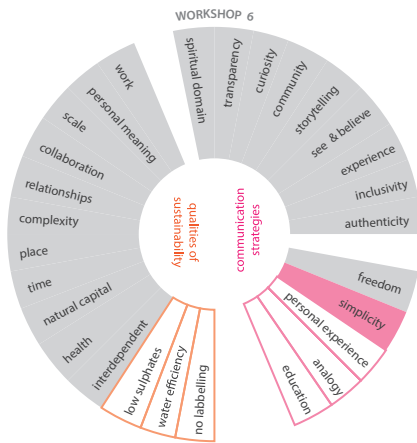 WORKSHOP 6
spiritual domain
transparency
curiosity
community
storytelling
see & believe
experience
inclusivity
authenticity
freedom
simplicity
personal experience
analogy
education
no labbelling
water efficiency
low sulphates
interdependent
health
natural capital
time
place
complexity
relationships
collaboration
scale
personal meaning
work
qualities of
sustainability
communication
strategies